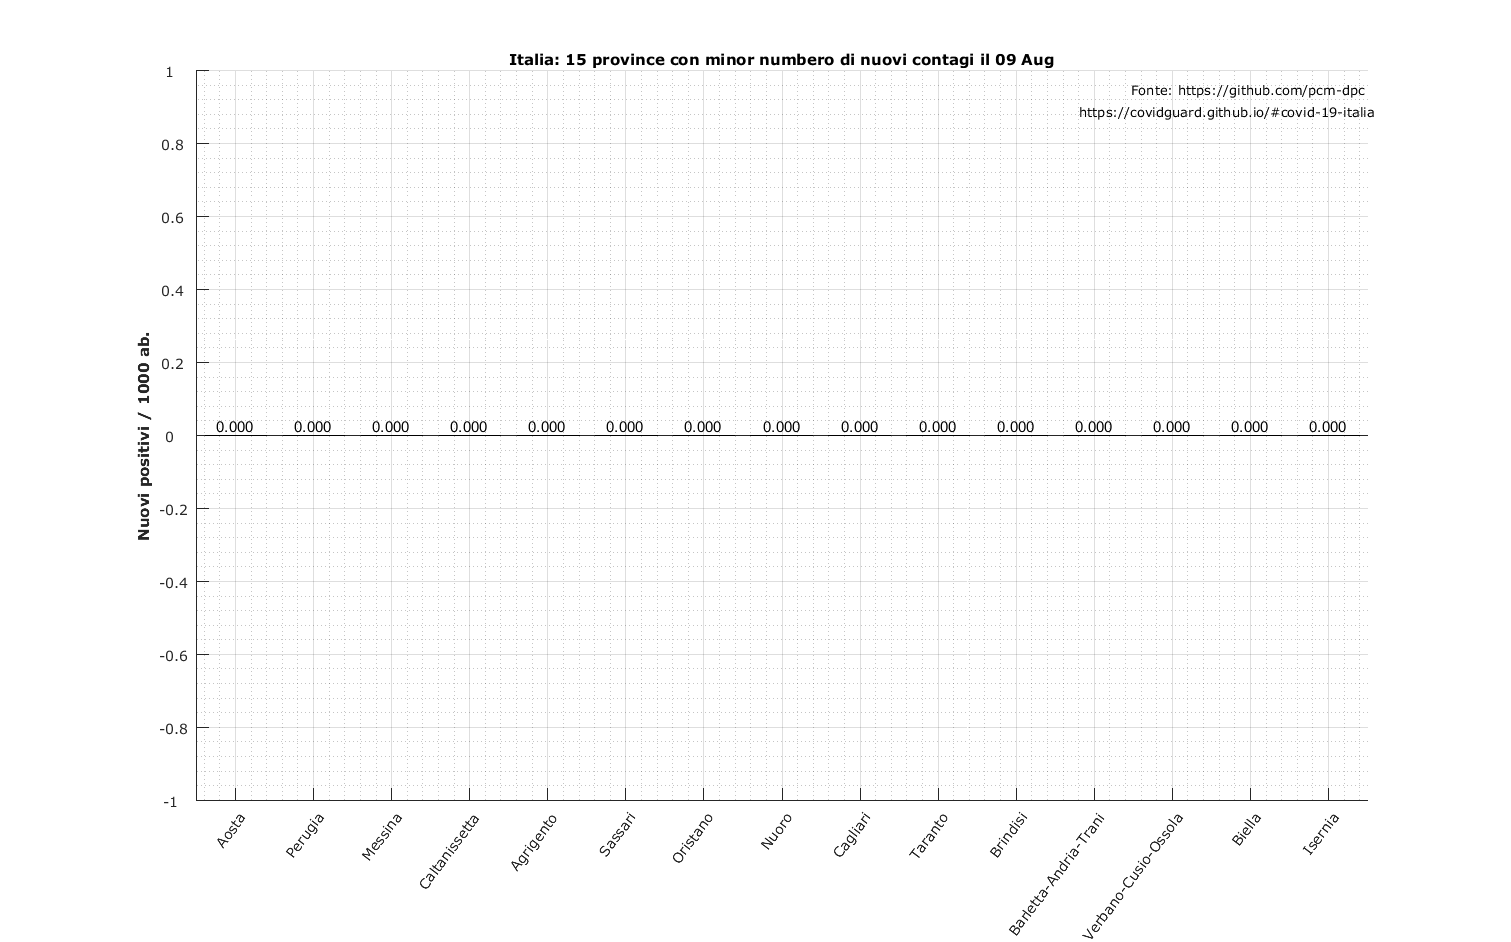 Italia: 15 province con minor numbero di nuovi contagi il 09 Aug
Fonte: https://github.com/pcm-dpc
https://covidguard.github.io/#covid-19-italia
Nuovi positivi / 1000 ab.
1
0.8
0.6
0.4
0.2
0
-0.2
-0.4
-0.6
-0.8
-1
0.000 0.000 0.000 0.000 0.000 0.000 0.000 0.000 0.000 0.000 0.000 0.000 0.000 0.000 0.000
Aosta
Perugia
Messina
Caltanissetta
Agrigento
Sassari
Oristano
Nuoro
Cagliari
Taranto
Brindisi
Barletta-Andria-Trani
Verbano-Cusio-Ossola
Biella
Isernia